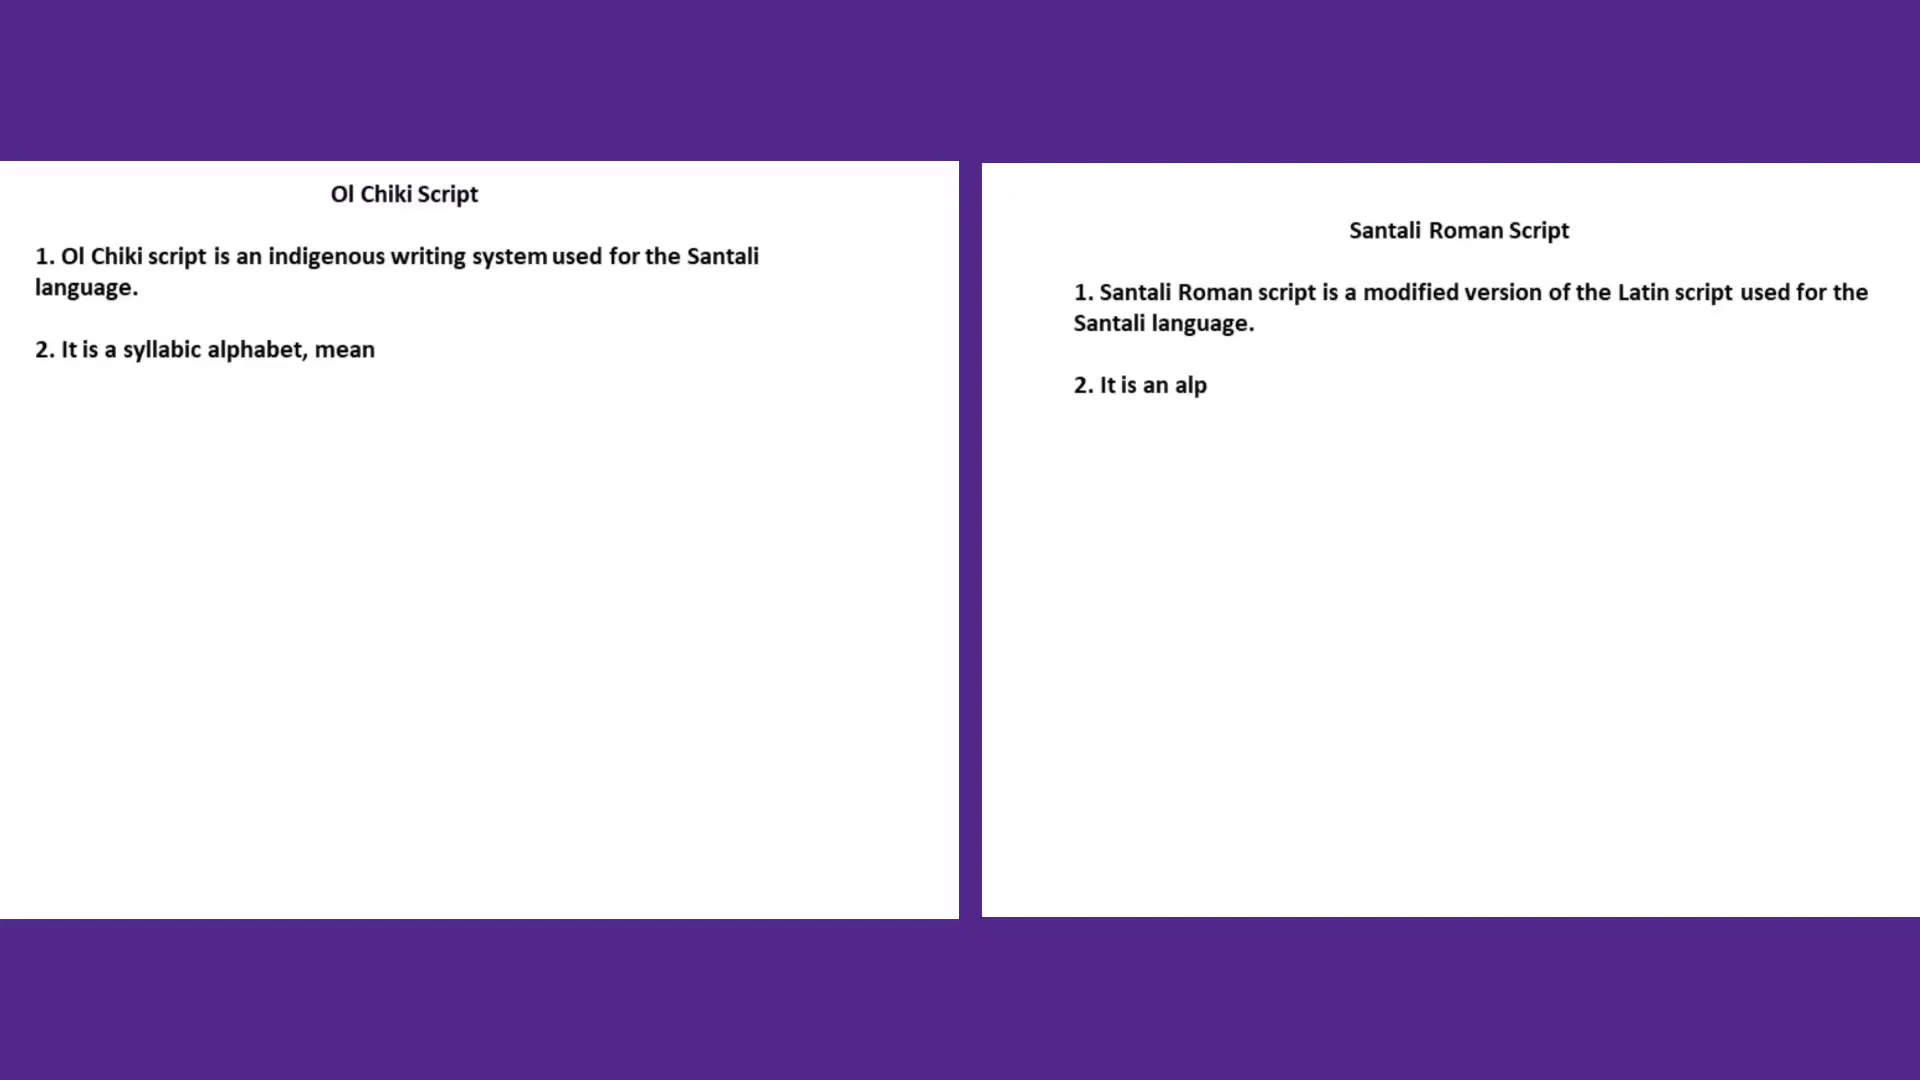 Ol Chiki Script
1. Ol Chiki script is an indigenous writing system used for the Santali
language.
2. It is a syllabic alphabet, mean
Santali Roman Script
1. Santali Roman script is a modified version of the Latin script used for the
Santali language.
2. It is an alp